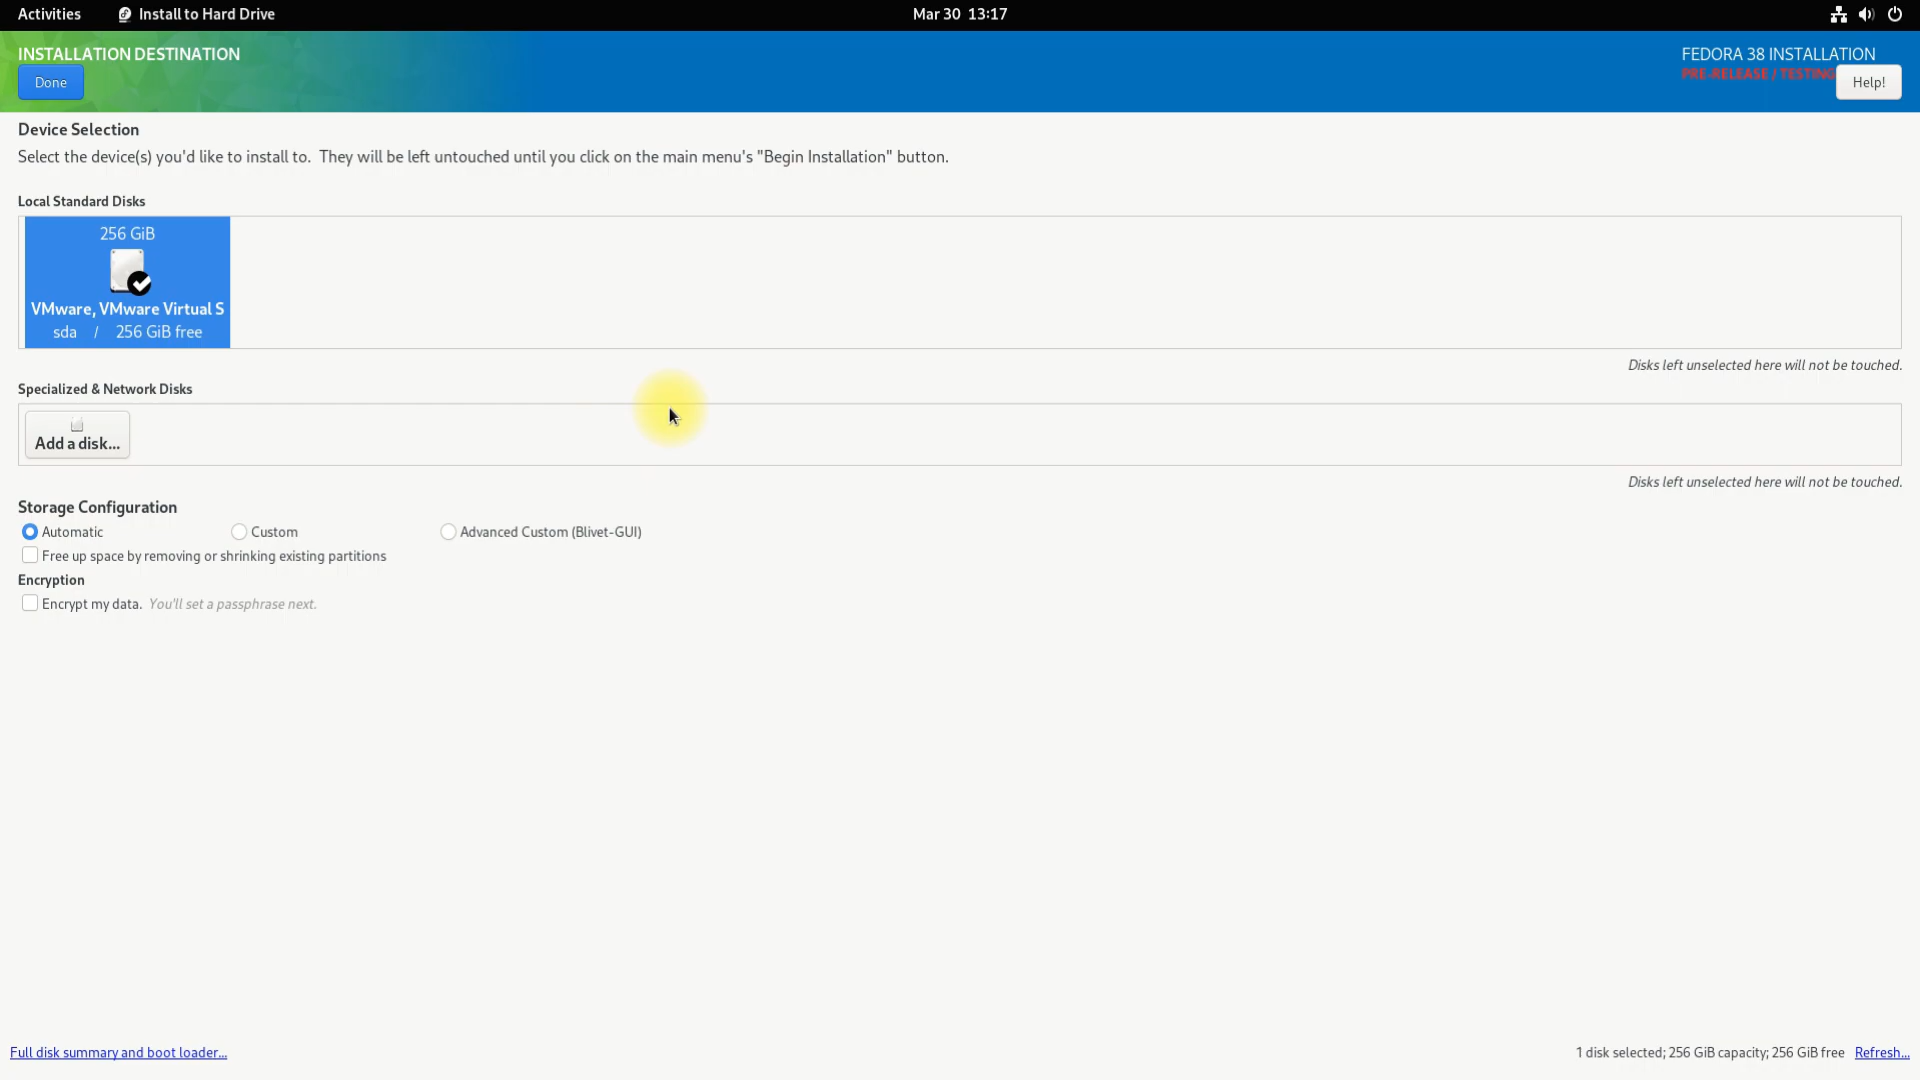 Activities Install to Hard Drive Mar 30 13:17
INSTALLATION DESTINATION
FEDORA 38 INSTALLATION
Done
PRE-RELEASE / TESTING
Help!
Device Selection
Select the device(s) you'd like to install to. They will be left untouched until you click on the main menu's "Begin Installation" button.
Local Standard Disks
256 GiB
VMware, VMware Virtual S
sda / 256 GiB free
Disks left unselected here will not be touched.
Specialized & Network Disks
Add a disk...
Disks left unselected here will not be touched.
Storage Configuration
Automatic Custom Advanced Custom (Blivet-GUI)
Free up space by removing or shrinking existing partitions
Encryption
Encrypt my data. You'll set a passphrase next.
Full disk summary and boot loader... 1 disk selected; 256 GiB capacity; 256 GiB free Refresh...